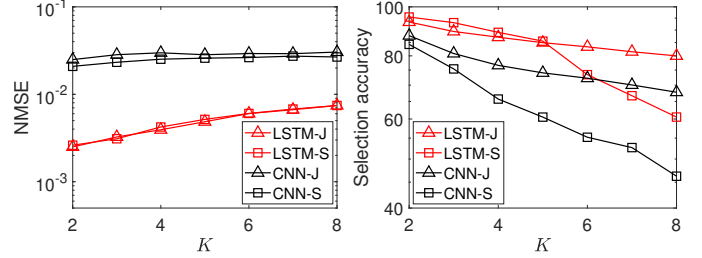 10^-1
10^-2
10^-3
NMSE
2 4 6 8
K
LSTM-J
LSTM-S
CNN-J
CNN-S
100
80
60
40
Selection accuracy
2 4 6 8
K
LSTM-J
LSTM-S
CNN-J
CNN-S